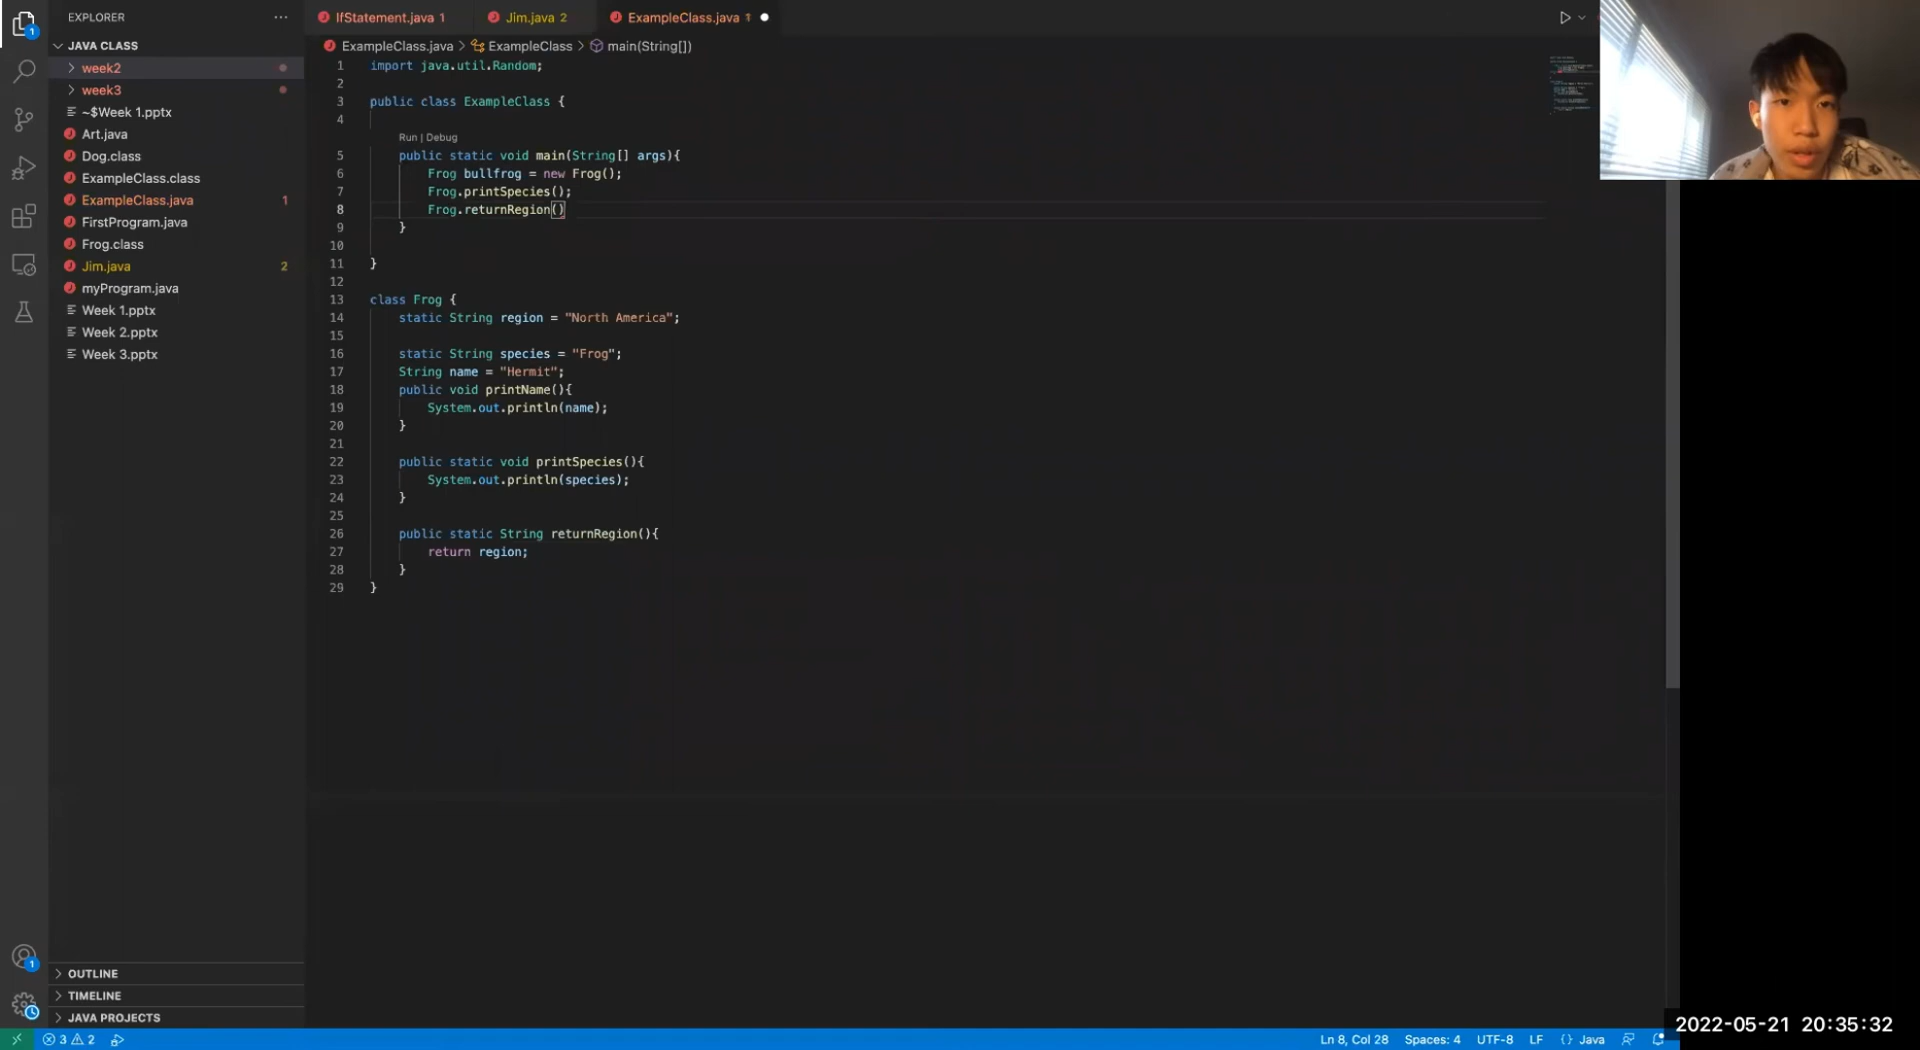 EXPLORER
JAVA CLASS
week2
week3
~$Week 1.pptx
Art.java
Dog.class
ExampleClass.class
ExampleClass.java 1
FirstProgram.java
Frog.class
Jim.java 2
myProgram.java
Week 1.pptx
Week 2.pptx
Week 3.pptx
OUTLINE
TIMELINE
JAVA PROJECTS
IfStatement.java 1
Jim.java 2
ExampleClass.java 1
ExampleClass.java > ExampleClass > main(String[])
1 import java.util.Random;
2
3 public class ExampleClass {
4
Run | Debug
5 public static void main(String[] args){
6 Frog bullfrog = new Frog();
7 Frog.printSpecies();
8 Frog.returnRegion()
9 }
10
11 }
12
13 class Frog {
14 static String region = "North America";
15
16 static String species = "Frog";
17 String name = "Hermit";
18 public void printName(){
19 System.out.println(name);
20 }
21
22 public static void printSpecies(){
23 System.out.println(species);
24 }
25
26 public static String returnRegion(){
27 return region;
28 }
29 }
1
1
3 2
Ln 8, Col 28 Spaces: 4 UTF-8 LF {} Java
2022-05-21 20:35:32